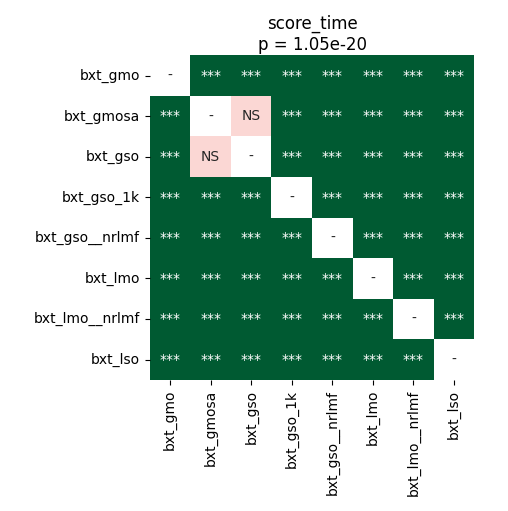 score_time
p = 1.05e-20
bxt_gmo - *** *** *** *** *** *** ***
bxt_gmosa *** - NS *** *** *** *** ***
bxt_gso *** NS - *** *** *** *** ***
bxt_gso_1k *** *** *** - *** *** *** ***
bxt_gso__nrlmf *** *** *** *** - *** *** ***
bxt_lmo *** *** *** *** *** - *** ***
bxt_lmo__nrlmf *** *** *** *** *** *** - ***
bxt_lso *** *** *** *** *** *** *** -
bxt_gmo
bxt_gmosa
bxt_gso
bxt_gso_1k
bxt_gso__nrlmf
bxt_lmo
bxt_lmo__nrlmf
bxt_lso